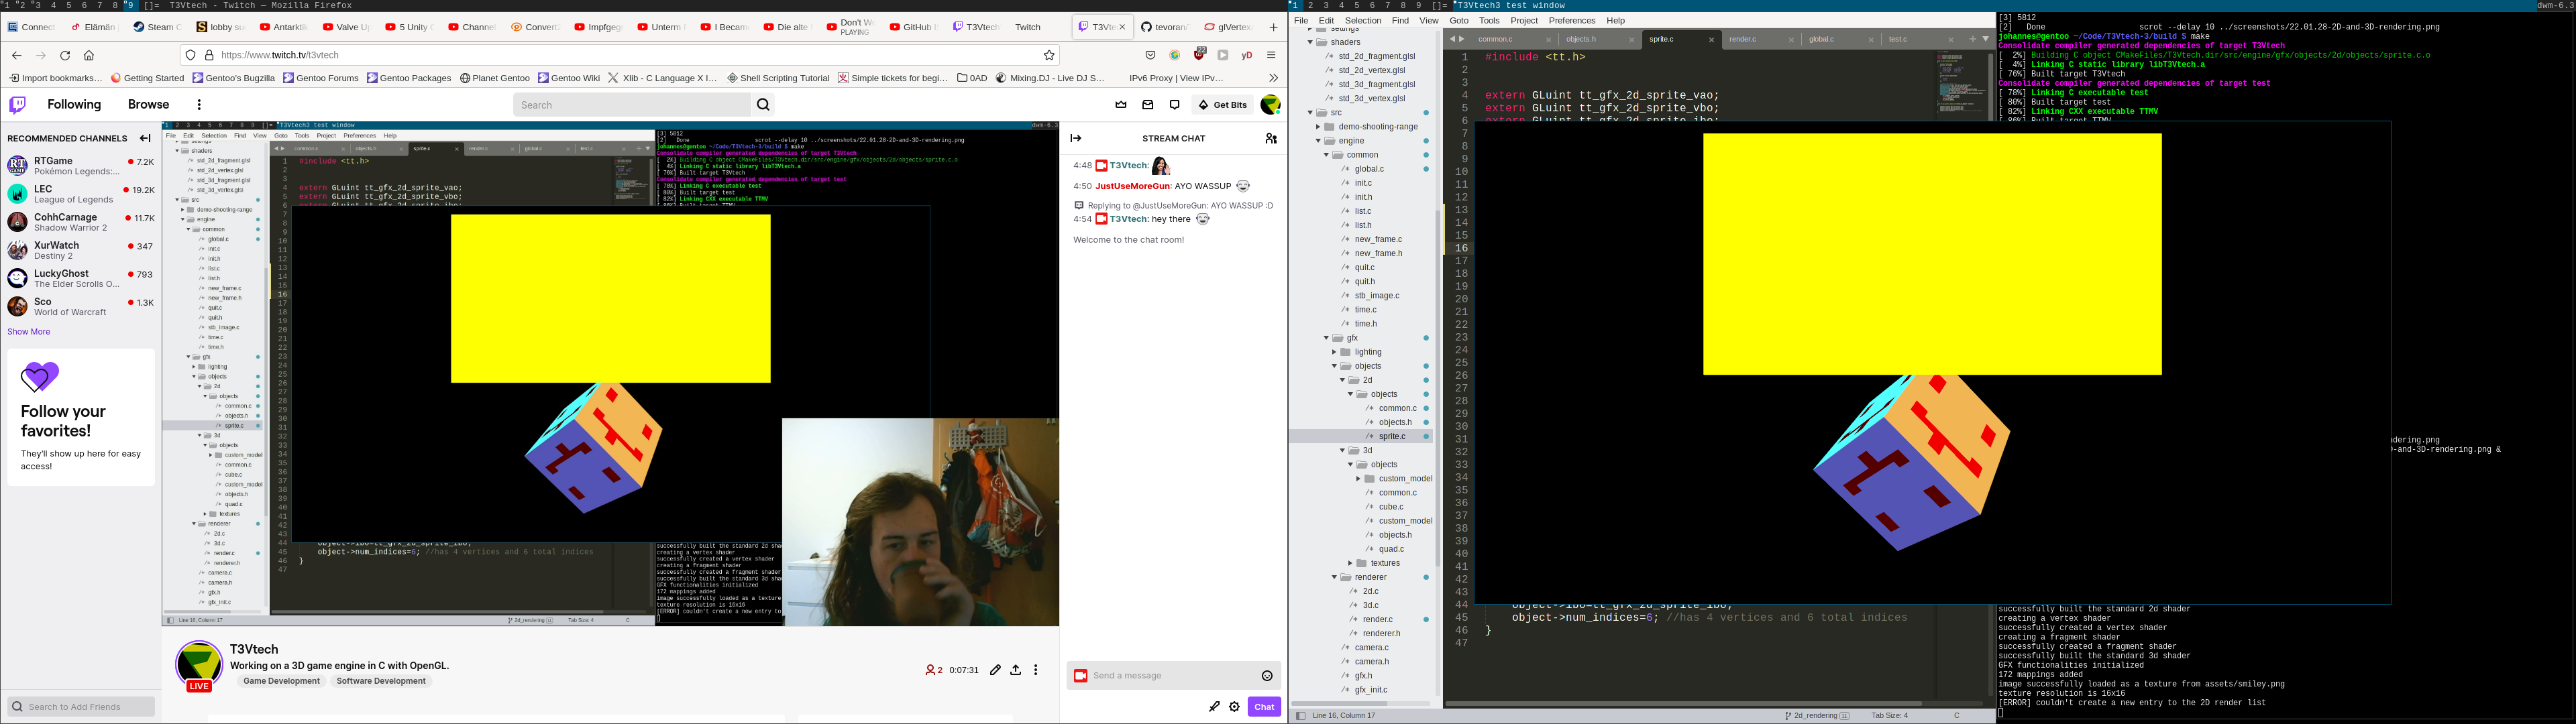 1 2 3 4 5 6 7 8 9 []= T3Vtech - Twitch — Mozilla Firefox
Connect Elämän j Steam C lobby su Antarktik T3Vtech Channel Convert Impfgeg Unterm I Becam Die alte Don't We PLAYING GitHub T3Vtech Twitch T3Vte tevoran/ glVertex
https://www.twitch.tv/t3vtech
Import bookmarks... Getting Started Gentoo's Bugzilla Gentoo Forums Gentoo Packages Planet Gentoo Gentoo Wiki Xlib - C Language X I... Shell Scripting Tutorial Simple tickets for begi... 0AD Mixing.DJ - Live DJ S... IPv6 Proxy | View IPv...
Following Browse Search Get Bits
RECOMMENDED CHANNELS
RTGame 7.2K
Pokémon Legends:...
LEC 19.2K
League of Legends
CohhCarnage 11.7K
Shadow Warrior 2
XurWatch 347
Destiny 2
LuckyGhost 793
The Elder Scrolls O...
Sco 1.3K
World of Warcraft
Show More
Follow your
favorites!
They'll show up here for easy
access!
Search to Add Friends
T3Vtech
Working on a 3D game engine in C with OpenGL.
Game Development Software Development
LIVE
2 0:07:31
STREAM CHAT
4:48 T3Vtech:
4:50 JustUseMoreGun: AYO WASSUP
Replying to @JustUseMoreGun: AYO WASSUP :D
4:54 T3Vtech: hey there
Welcome to the chat room!
Send a message
Chat
1 2 3 4 5 6 7 8 9 []= T3Vtech3 test window
dwm-6.3
File Edit Selection Find View Goto Tools Project Preferences Help
settings
shaders
std_2d_fragment.glsl
std_2d_vertex.glsl
std_3d_fragment.glsl
std_3d_vertex.glsl
src
demo-shooting-range
engine
common
global.c
init.c
init.h
list.c
list.h
new_frame.c
new_frame.h
quit.c
quit.h
stb_image.c
time.c
time.h
gfx
lighting
objects
2d
objects
common.c
objects.h
sprite.c
3d
objects
custom_model
common.c
cube.c
custom_model
objects.h
quad.c
textures
renderer
2d.c
3d.c
render.c
renderer.h
camera.c
camera.h
gfx.h
gfx_init.c
common.c objects.h sprite.c render.c global.c test.c
1 #include <tt.h>
2
3
4 extern GLuint tt_gfx_2d_sprite_vao;
5 extern GLuint tt_gfx_2d_sprite_vbo;
6 extern GLuint tt_gfx_2d_sprite_ibo;
44 object->ibo=tt_gfx_2d_sprite_ibo;
45 object->num_indices=6; //has 4 vertices and 6 total indices
46 }
47
Line 16, Column 17 2d_rendering 11 Tab Size: 4 C
[3] 5812
[2] Done scrot --delay 10 ../screenshots/22.01.28-2D-and-3D-rendering.png
johannes@gentoo ~/Code/T3Vtech-3/build $ make
Consolidate compiler generated dependencies of target T3Vtech
[ 2%] Building C object CMakeFiles/T3Vtech.dir/src/engine/gfx/objects/2d/objects/sprite.c.o
[ 4%] Linking C static library libT3Vtech.a
[ 76%] Built target T3Vtech
Consolidate compiler generated dependencies of target test
[ 78%] Linking C executable test
[ 80%] Built target test
[ 82%] Linking CXX executable TTMV
[ 86%] Built target TTMV
ndering.png
D-and-3D-rendering.png &
successfully built the standard 2d shader
creating a vertex shader
successfully created a vertex shader
creating a fragment shader
successfully created a fragment shader
successfully built the standard 3d shader
GFX functionalities initialized
172 mappings added
image successfully loaded as a texture from assets/smiley.png
texture resolution is 16x16
[ERROR] couldn't create a new entry to the 2D render list